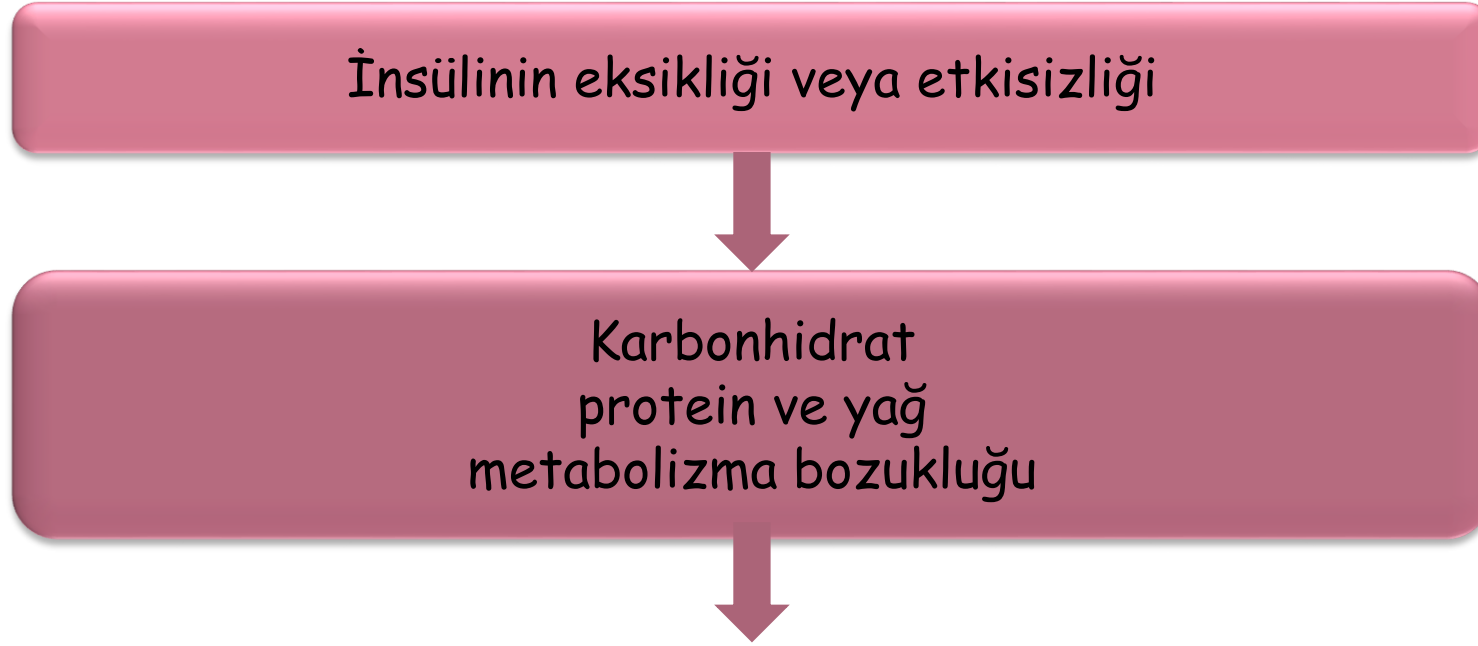 İnsülinin eksikliği veya etkisizliği
Karbonhidrat
protein ve yağ
metabolizma bozukluğu